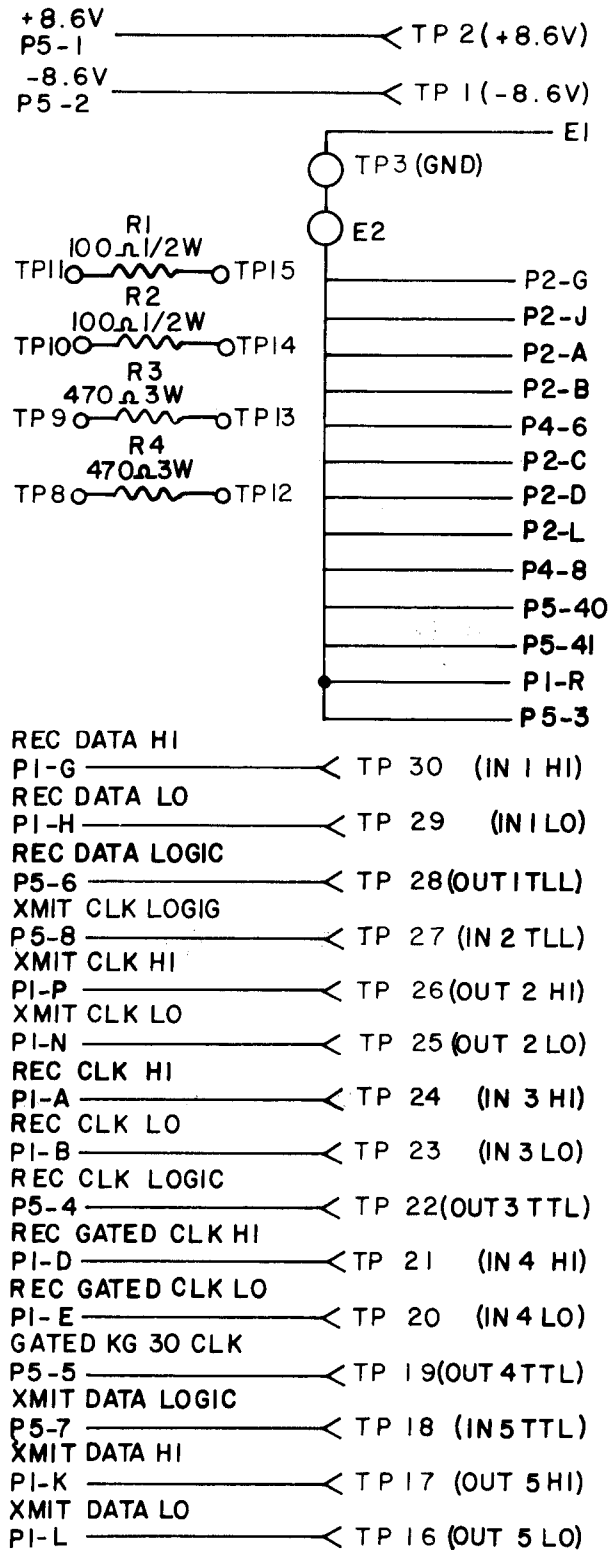 +8.6V
P5-1 TP 2 (+8.6V)
-8.6V
P5-2 TP 1 (-8.6V)
E1
TP3 (GND)
E2
R1
100Ω 1/2W
TP11 TP15
R2
100Ω 1/2W
TP10 TP14
R3
470Ω 3W
TP9 TP13
R4
470Ω 3W
TP8 TP12
P2-G
P2-J
P2-A
P2-B
P4-6
P2-C
P2-D
P2-L
P4-8
P5-40
P5-41
P1-R
P5-3
REC DATA HI
P1-G TP 30 (IN 1 HI)
REC DATA LO
P1-H TP 29 (IN 1 LO)
REC DATA LOGIC
P5-6 TP 28 (OUT 1 TLL)
XMIT CLK LOGIG
P5-8 TP 27 (IN 2 TLL)
XMIT CLK HI
P1-P TP 26 (OUT 2 HI)
XMIT CLK LO
P1-N TP 25 (OUT 2 LO)
REC CLK HI
P1-A TP 24 (IN 3 HI)
REC CLK LO
P1-B TP 23 (IN 3 LO)
REC CLK LOGIC
P5-4 TP 22 (OUT 3 TTL)
REC GATED CLK HI
P1-D TP 21 (IN 4 HI)
REC GATED CLK LO
P1-E TP 20 (IN 4 LO)
GATED KG 30 CLK
P5-5 TP 19 (OUT 4 TTL)
XMIT DATA LOGIC
P5-7 TP 18 (IN 5 TTL)
XMIT DATA HI
P1-K TP 17 (OUT 5 HI)
XMIT DATA LO
P1-L TP 16 (OUT 5 LO)